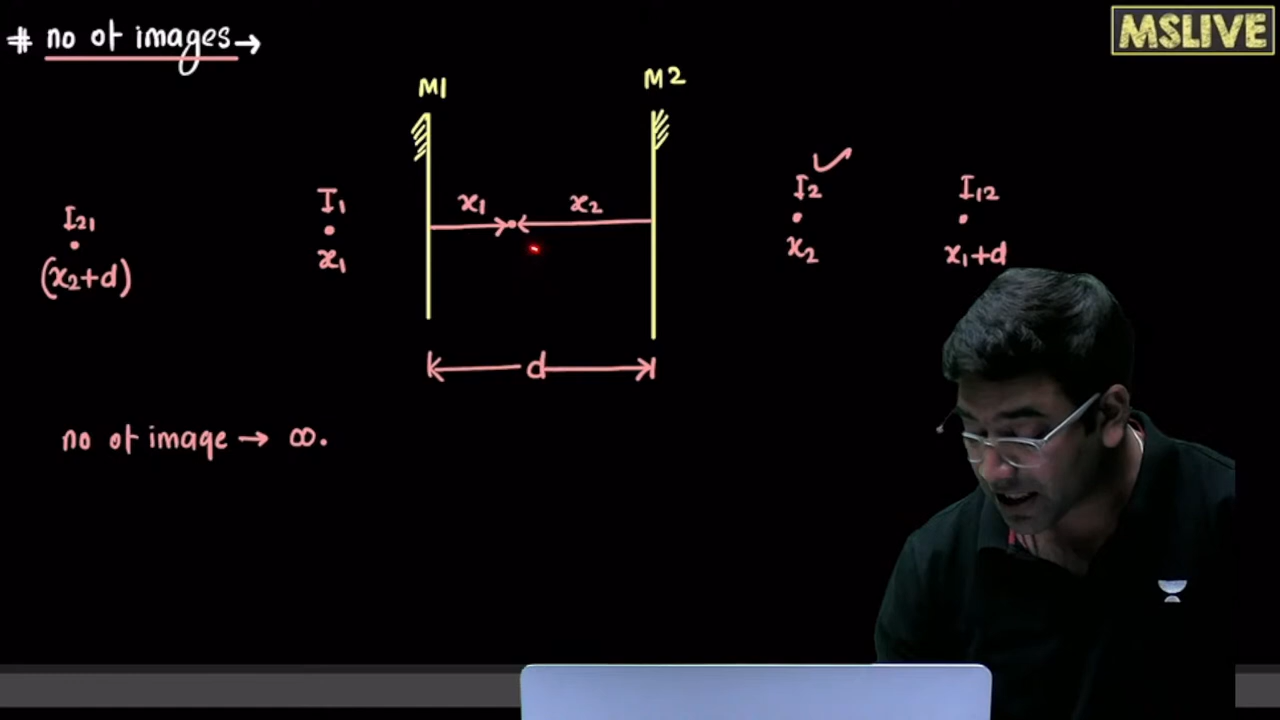 # no of images →
MSLIVE
M1 M2
x1 x2
I21
(x2+d)
I1
x1
I2 ✓
x2
I12
x1+d
d
no of image → ∞.